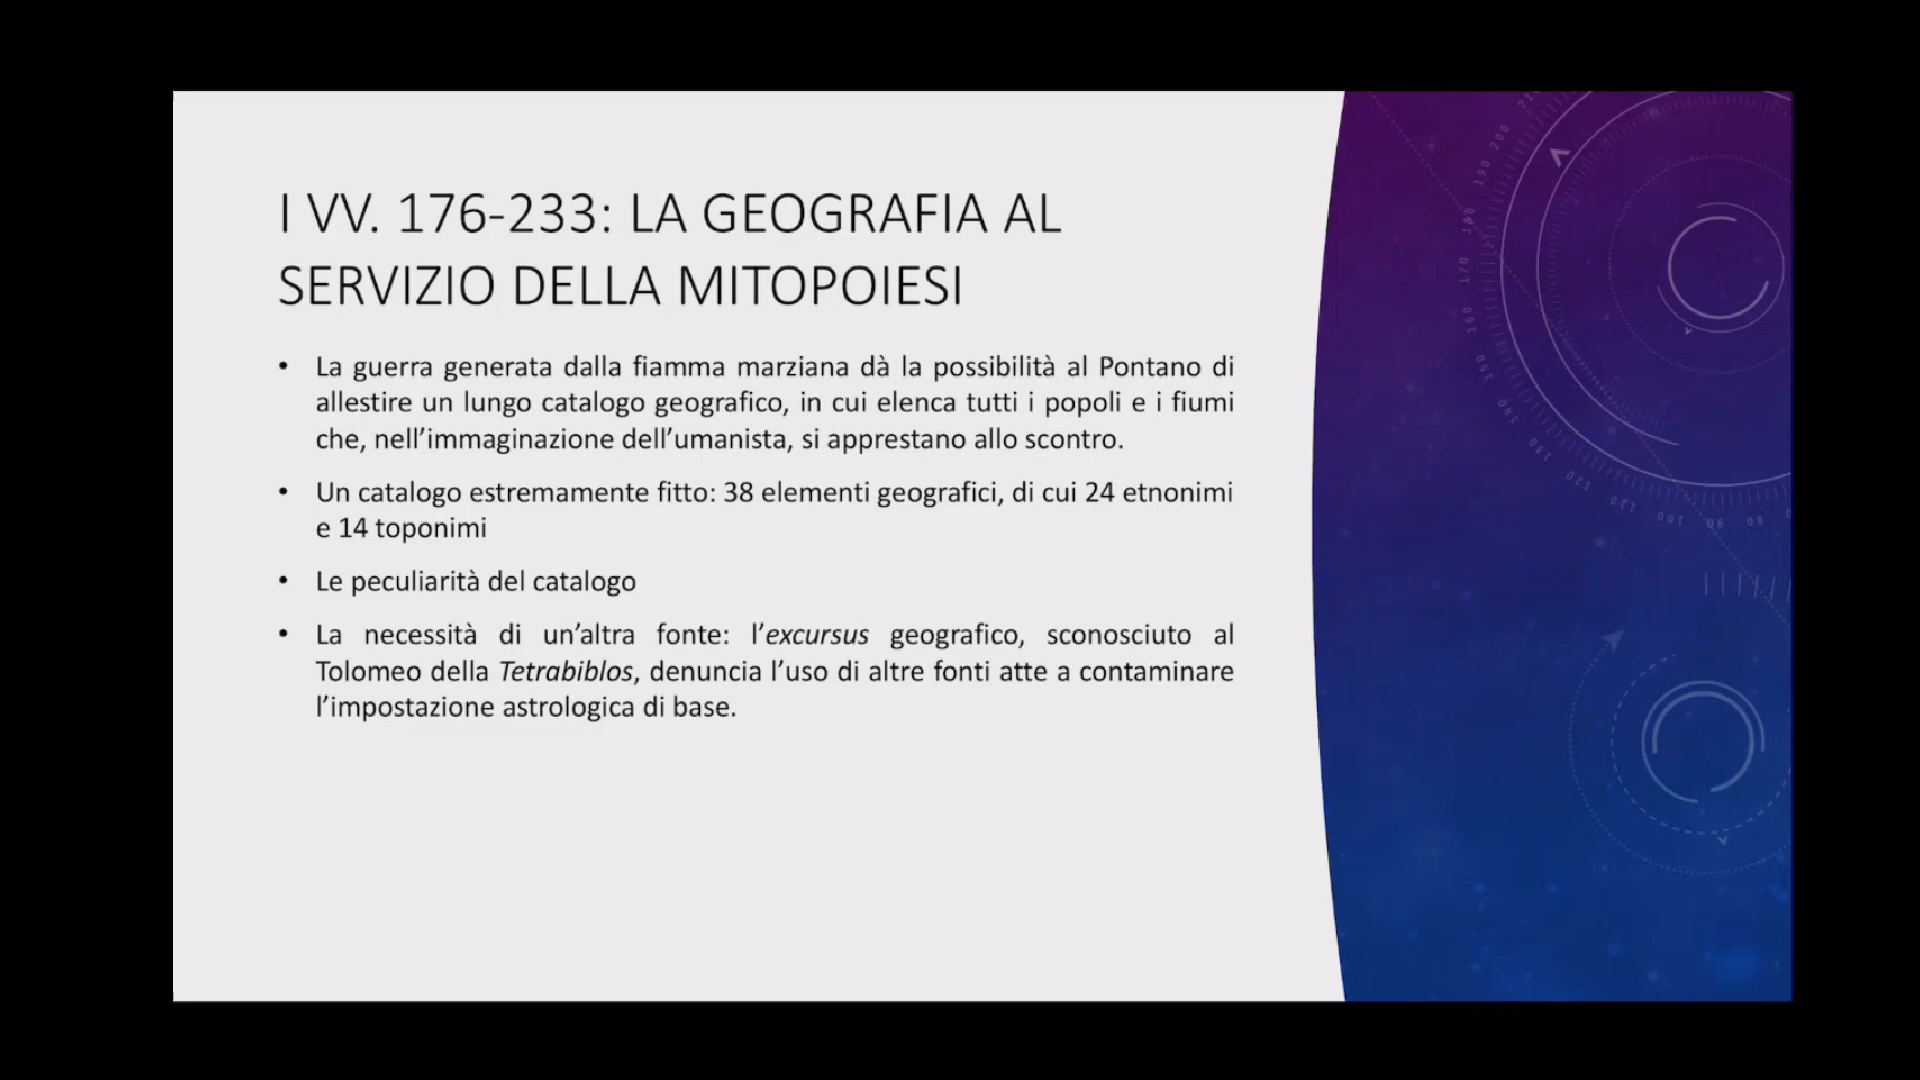 I VV. 176-233: LA GEOGRAFIA AL
SERVIZIO DELLA MITOPOIESI
• La guerra generata dalla fiamma marziana dà la possibilità al Pontano di
allestire un lungo catalogo geografico, in cui elenca tutti i popoli e i fiumi
che, nell’immaginazione dell’umanista, si apprestano allo scontro.
• Un catalogo estremamente fitto: 38 elementi geografici, di cui 24 etnonimi
e 14 toponimi
• Le peculiarità del catalogo
• La necessità di un’altra fonte: l’excursus geografico, sconosciuto al
Tolomeo della Tetrabiblos, denuncia l’uso di altre fonti atte a contaminare
l’impostazione astrologica di base.